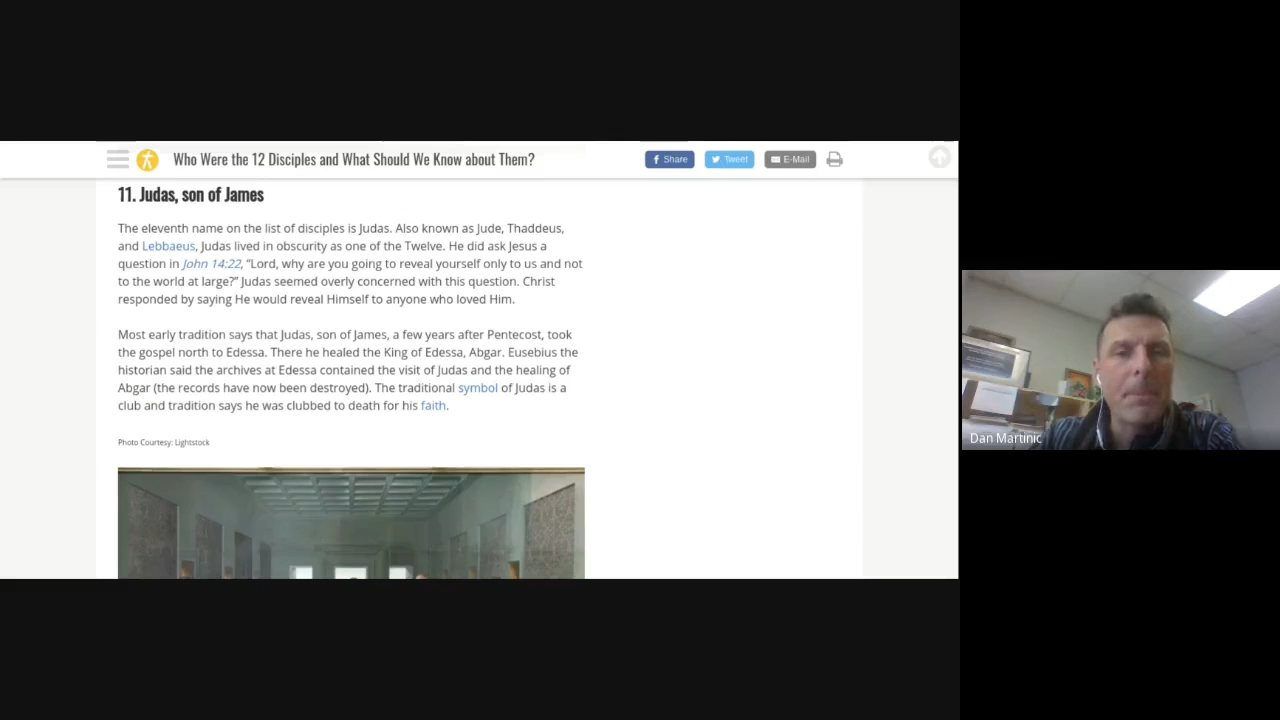 Who Were the 12 Disciples and What Should We Know about Them?
Share
Tweet
E-Mail
11. Judas, son of James
The eleventh name on the list of disciples is Judas. Also known as Jude, Thaddeus,
and Lebbaeus, Judas lived in obscurity as one of the Twelve. He did ask Jesus a
question in John 14:22, “Lord, why are you going to reveal yourself only to us and not
to the world at large?” Judas seemed overly concerned with this question. Christ
responded by saying He would reveal Himself to anyone who loved Him.
Most early tradition says that Judas, son of James, a few years after Pentecost, took
the gospel north to Edessa. There he healed the King of Edessa, Abgar. Eusebius the
historian said the archives at Edessa contained the visit of Judas and the healing of
Abgar (the records have now been destroyed). The traditional symbol of Judas is a
club and tradition says he was clubbed to death for his faith.
Photo Courtesy: Lightstock
Dan Martinic